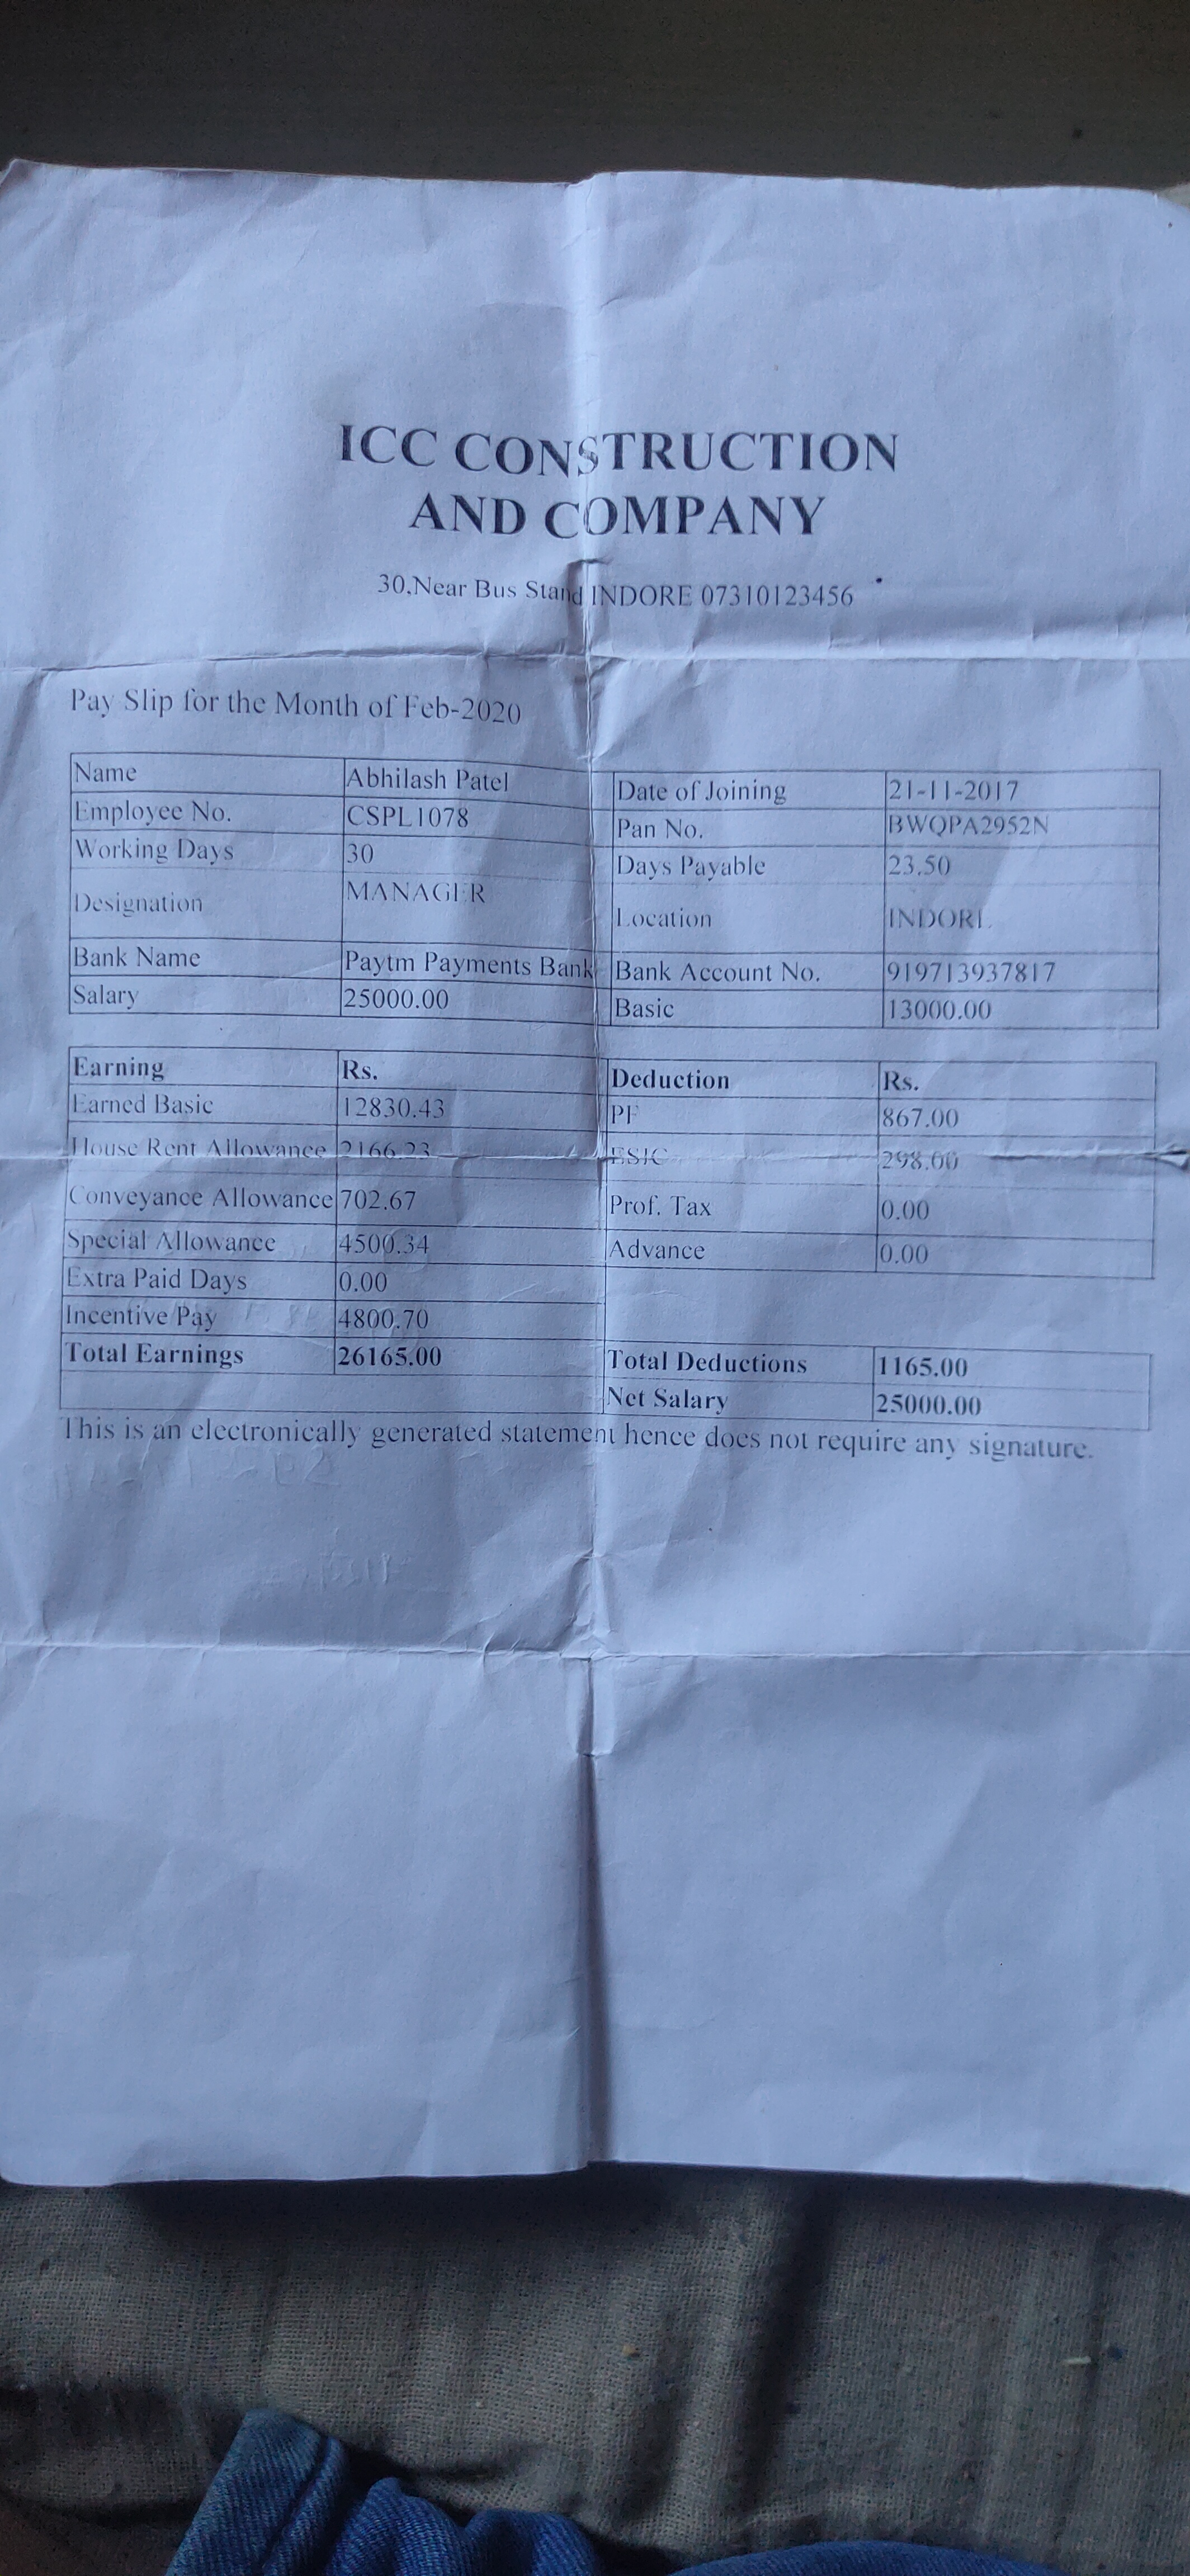 ICC CONSTRUCTION
AND COMPANY
30,Near Bus Stand INDORE 07310123456
Pay Slip for the Month of Feb-2020
Name Abhilash Patel Date of Joining 21-11-2017
Employee No. CSPL1078 Pan No. BWQPA2952N
Working Days 30 Days Payable 23.50
Designation MANAGER Location INDORE
Bank Name Paytm Payments Bank Bank Account No. 919713937817
Salary 25000.00 Basic 13000.00
Earning Rs. Deduction Rs.
Earned Basic 12830.43 PF 867.00
House Rent Allowance 2166.23 ESIC 298.00
Conveyance Allowance 702.67 Prof. Tax 0.00
Special Allowance 4500.34 Advance 0.00
Extra Paid Days 0.00
Incentive Pay 4800.70
Total Earnings 26165.00 Total Deductions 1165.00
Net Salary 25000.00
This is an electronically generated statement hence does not require any signature.